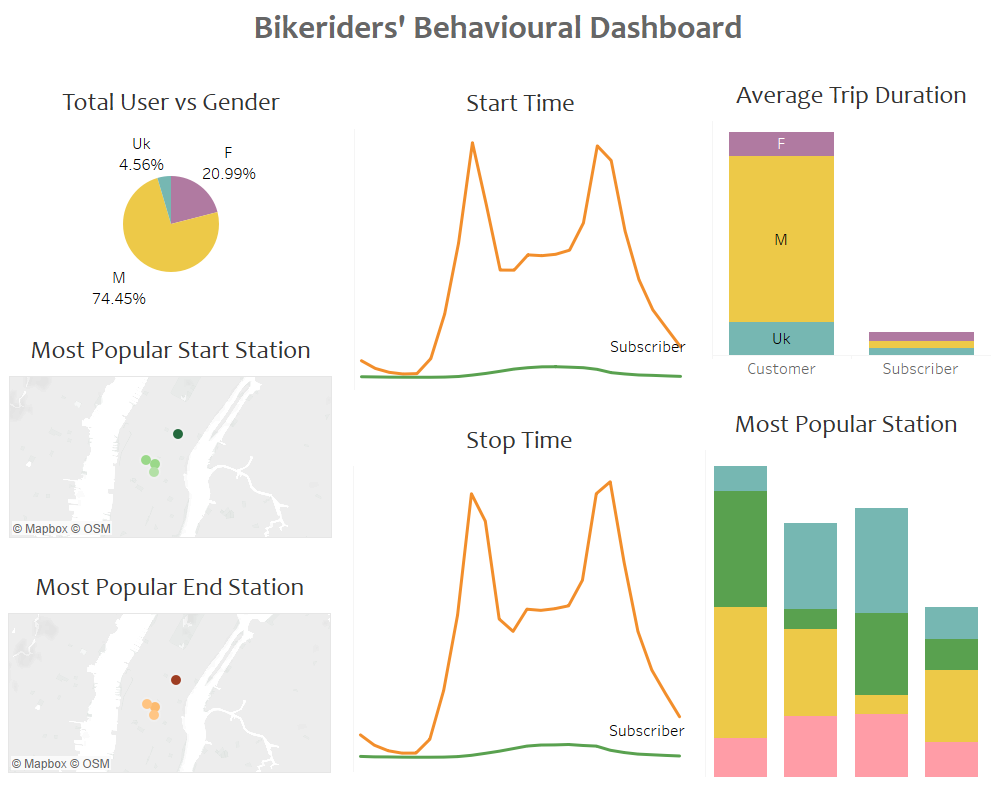 Bikeriders' Behavioural Dashboard
Total User vs Gender
Uk
4.56%
F
20.99%
M
74.45%
Most Popular Start Station
© Mapbox © OSM
Most Popular End Station
© Mapbox © OSM
Start Time
Subscriber
Stop Time
Subscriber
Average Trip Duration
F
M
Uk
Customer
Subscriber
Most Popular Station